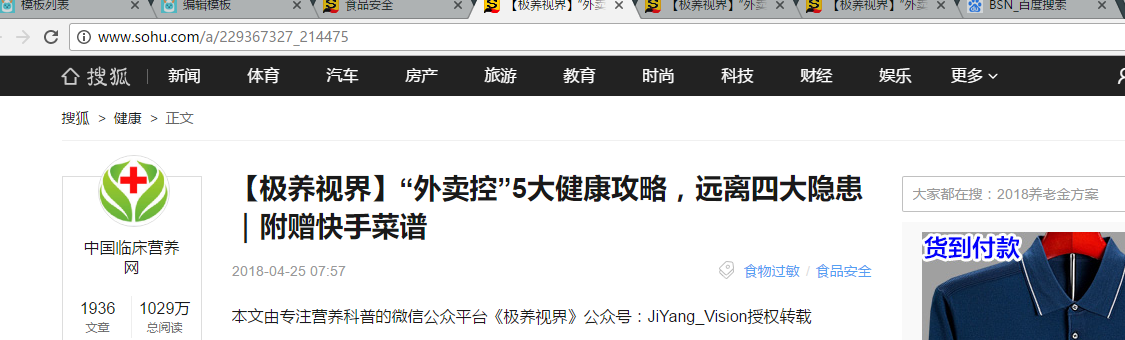 模板列表
编辑模板
食品安全
【极养视界】“外卖
【极养视界】“外卖
【极养视界】“外卖
BSN_百度搜索
www.sohu.com/a/229367327_214475
搜狐
新闻
体育
汽车
房产
旅游
教育
时尚
科技
财经
娱乐
更多
搜狐 > 健康 > 正文
中国临床营养
网
1936
文章
1029万
总阅读
【极养视界】“外卖控”5大健康攻略，远离四大隐患
｜附赠快手菜谱
2018-04-25 07:57
食物过敏 / 食品安全
本文由专注营养科普的微信公众平台《极养视界》公众号：JiYang_Vision授权转载
大家都在搜：2018养老金方案
货到付款